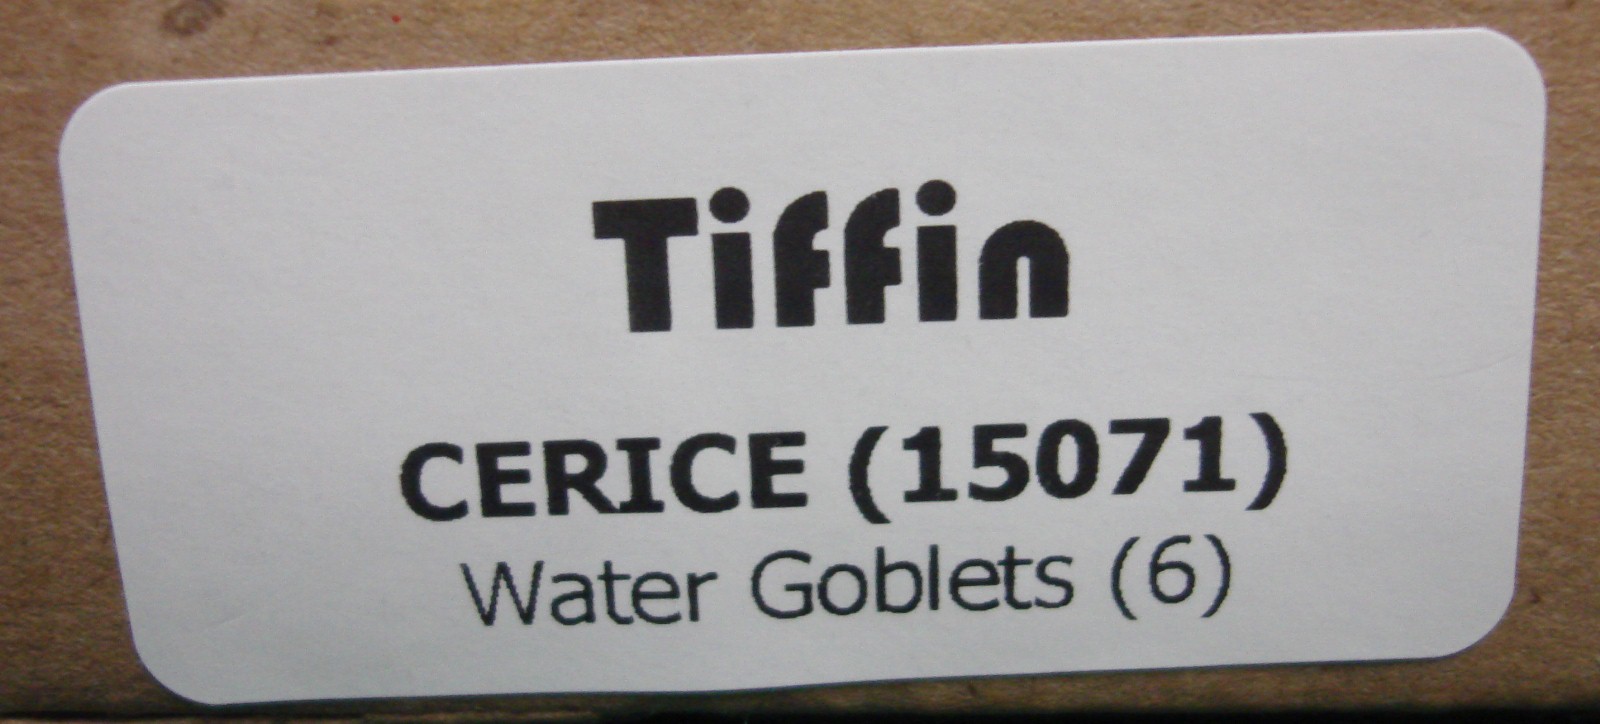 Tiffin
CERICE (15071)
Water Goblets (6)